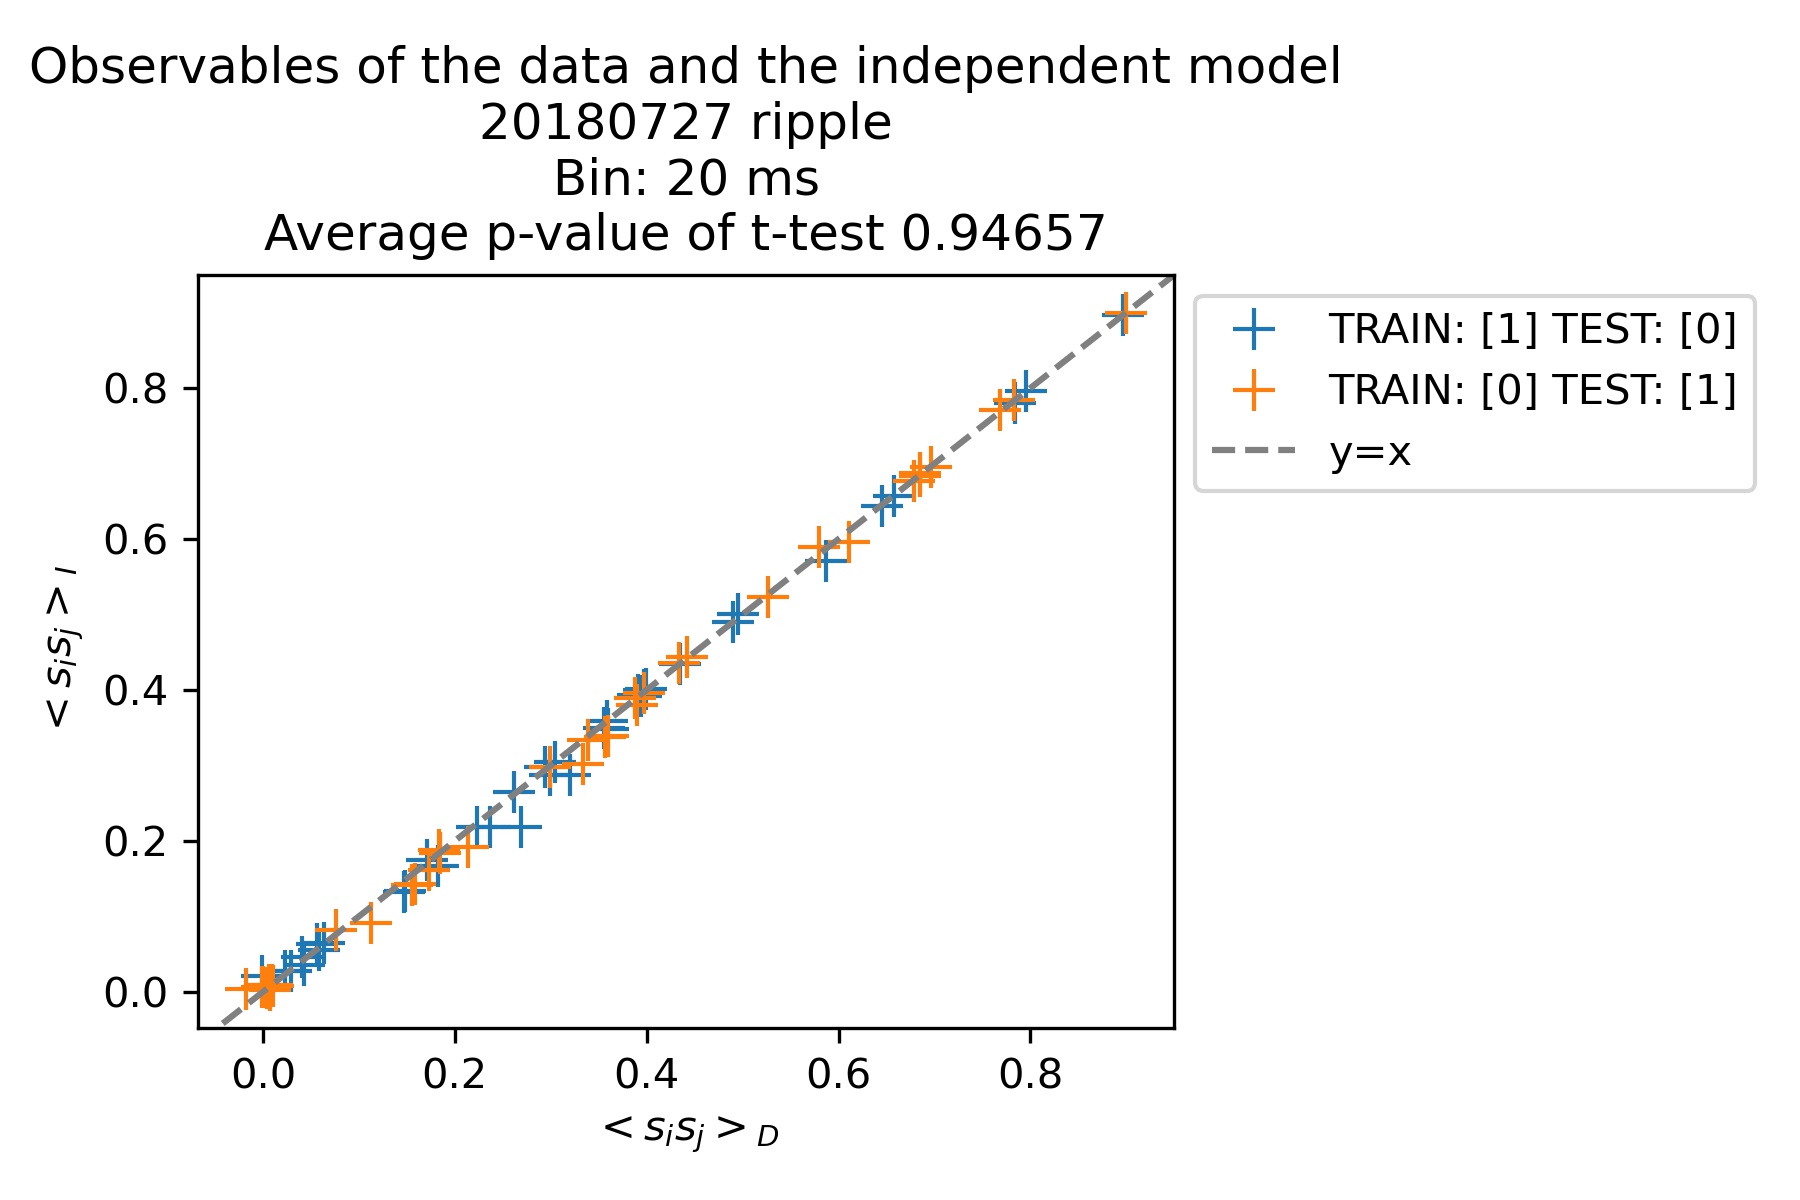 Observables of the data and the independent model
20180727 ripple
Bin: 20 ms
Average p-value of t-test 0.94657
TRAIN: [1] TEST: [0]
TRAIN: [0] TEST: [1]
y=x
0.8
0.6
0.4
0.2
0.0
< s_i s_j >_I
0.0 0.2 0.4 0.6 0.8
< s_i s_j >_D